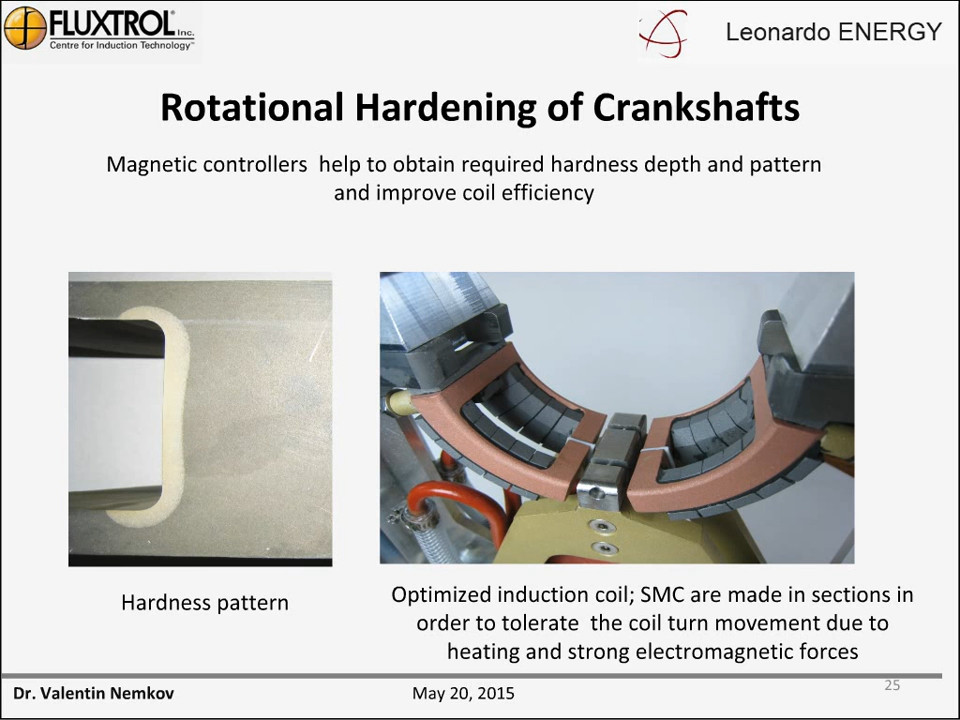 FLUXTROL® Inc.
Centre for Induction Technology™
Leonardo ENERGY
Rotational Hardening of Crankshafts
Magnetic controllers  help to obtain required hardness depth and pattern
and improve coil efficiency
Hardness pattern
Optimized induction coil; SMC are made in sections in
order to tolerate  the coil turn movement due to
heating and strong electromagnetic forces
Dr. Valentin Nemkov
May 20, 2015
25